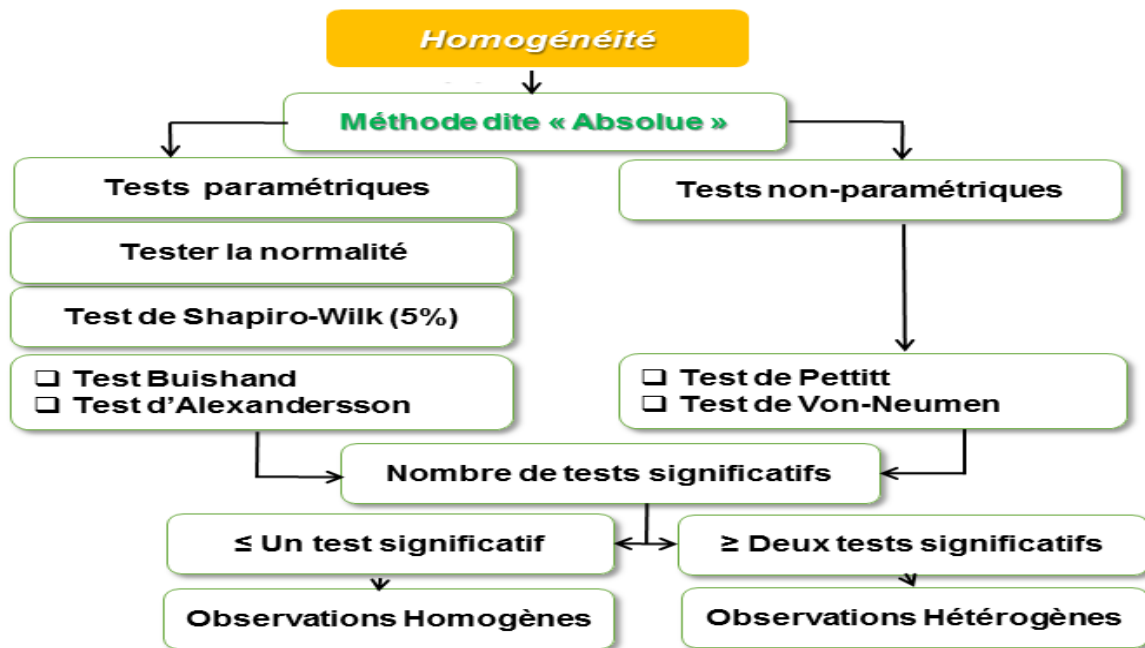 Homogénéité
Méthode dite « Absolue »
Tests paramétriques
Tests non-paramétriques
Tester la normalité
Test de Shapiro-Wilk (5%)
❑ Test Buishand
❑ Test d'Alexandersson
❑ Test de Pettitt
❑ Test de Von-Neumen
Nombre de tests significatifs
≤ Un test significatif
≥ Deux tests significatifs
Observations Homogènes
Observations Hétérogènes